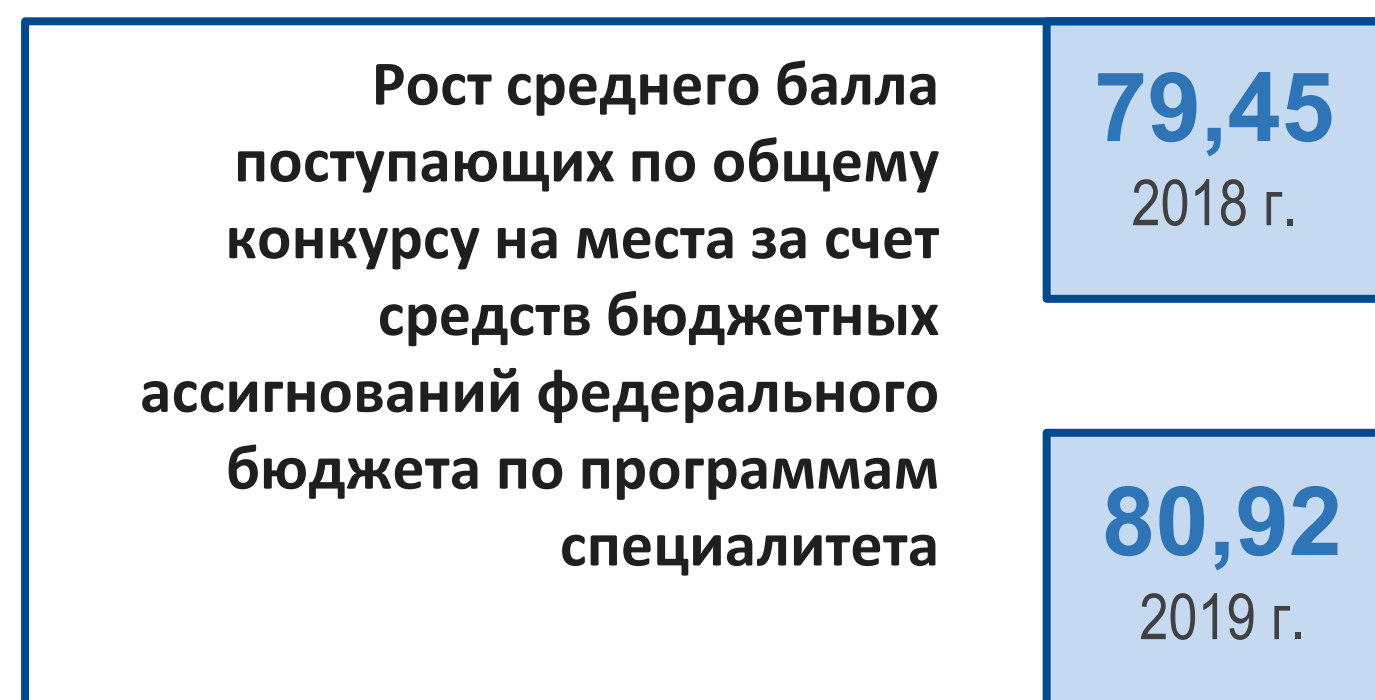 Рост среднего балла
поступающих по общему
конкурсу на места за счет
средств бюджетных
ассигнований федерального
бюджета по программам
специалитета
79,45
2018 г.
80,92
2019 г.